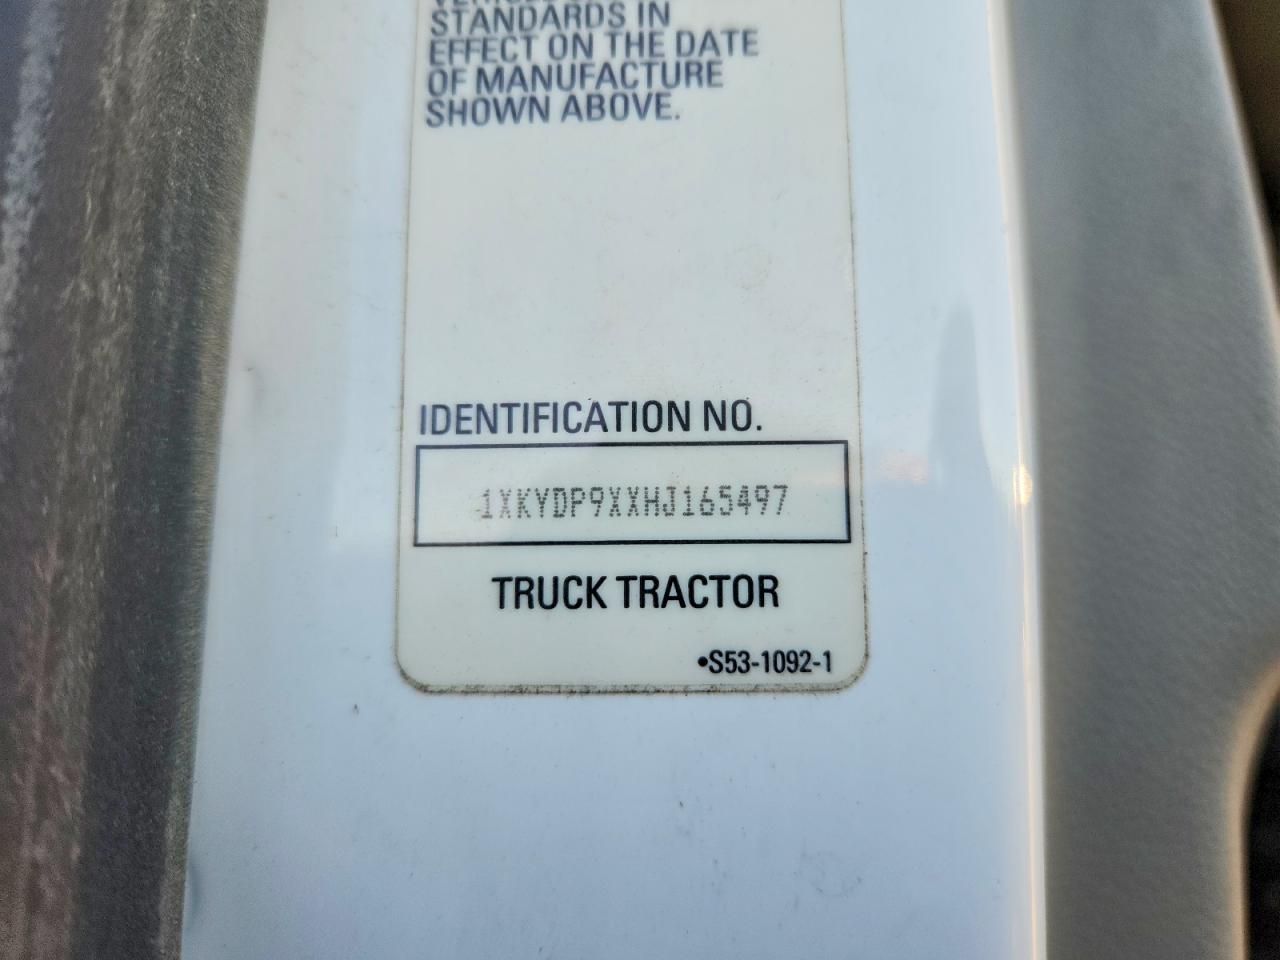 STANDARDS IN
EFFECT ON THE DATE
OF MANUFACTURE
SHOWN ABOVE.
IDENTIFICATION NO.
1XKYDP9XXHJ165497
TRUCK TRACTOR
•S53-1092-1